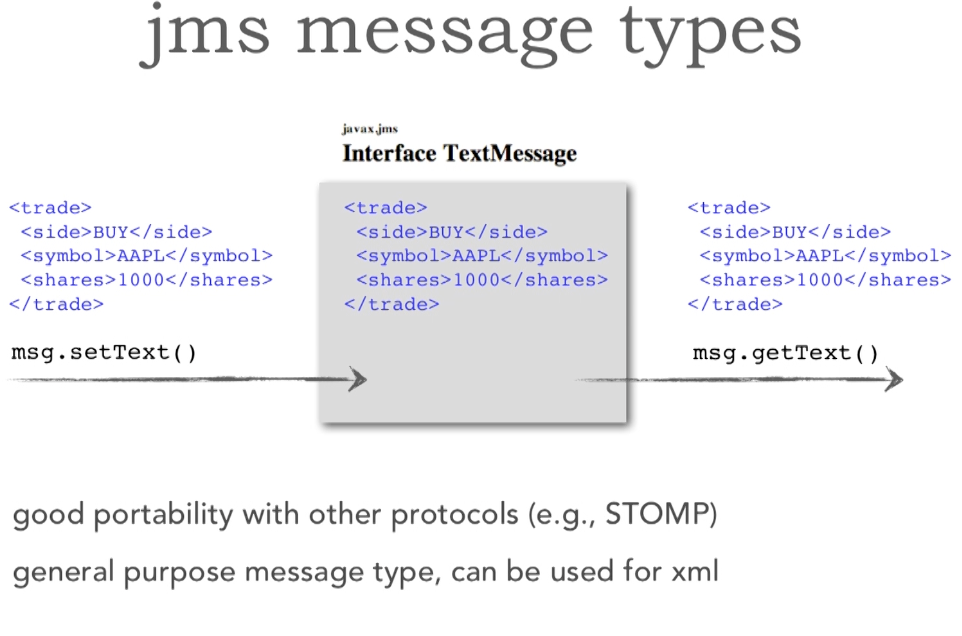 jms message types
javax.jms
Interface TextMessage
<trade>
<side>BUY</side>
<symbol>AAPL</symbol>
<shares>1000</shares>
</trade>
msg.setText()
<trade>
<side>BUY</side>
<symbol>AAPL</symbol>
<shares>1000</shares>
</trade>
<trade>
<side>BUY</side>
<symbol>AAPL</symbol>
<shares>1000</shares>
</trade>
msg.getText()
good portability with other protocols (e.g., STOMP)
general purpose message type, can be used for xml